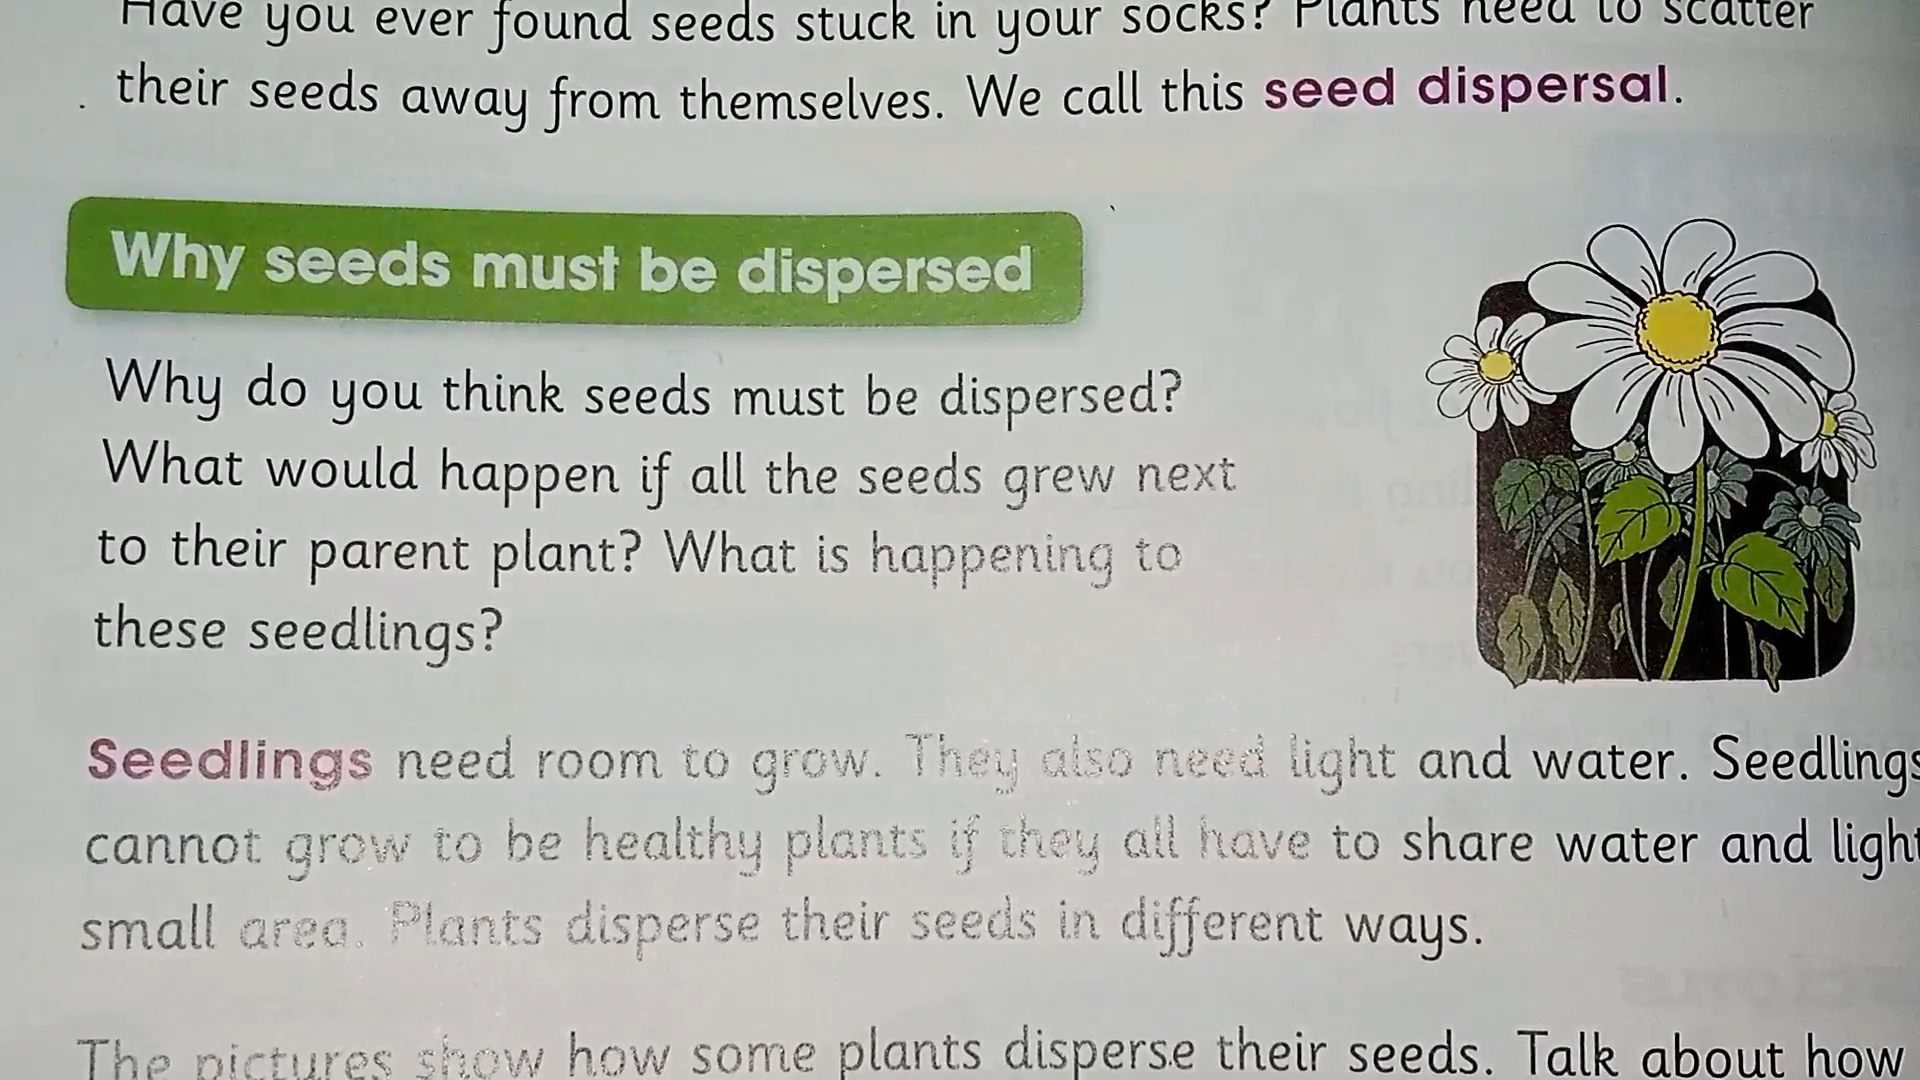 Have you ever found seeds stuck in your socks? Plants need to scatter
their seeds away from themselves. We call this seed dispersal.
Why seeds must be dispersed
Why do you think seeds must be dispersed?
What would happen if all the seeds grew next
to their parent plant? What is happening to
these seedlings?
Seedlings need room to grow. They also need light and water. Seedlings
cannot grow to be healthy plants if they all have to share water and light
small area. Plants disperse their seeds in different ways.
The pictures show how some plants disperse their seeds. Talk about how